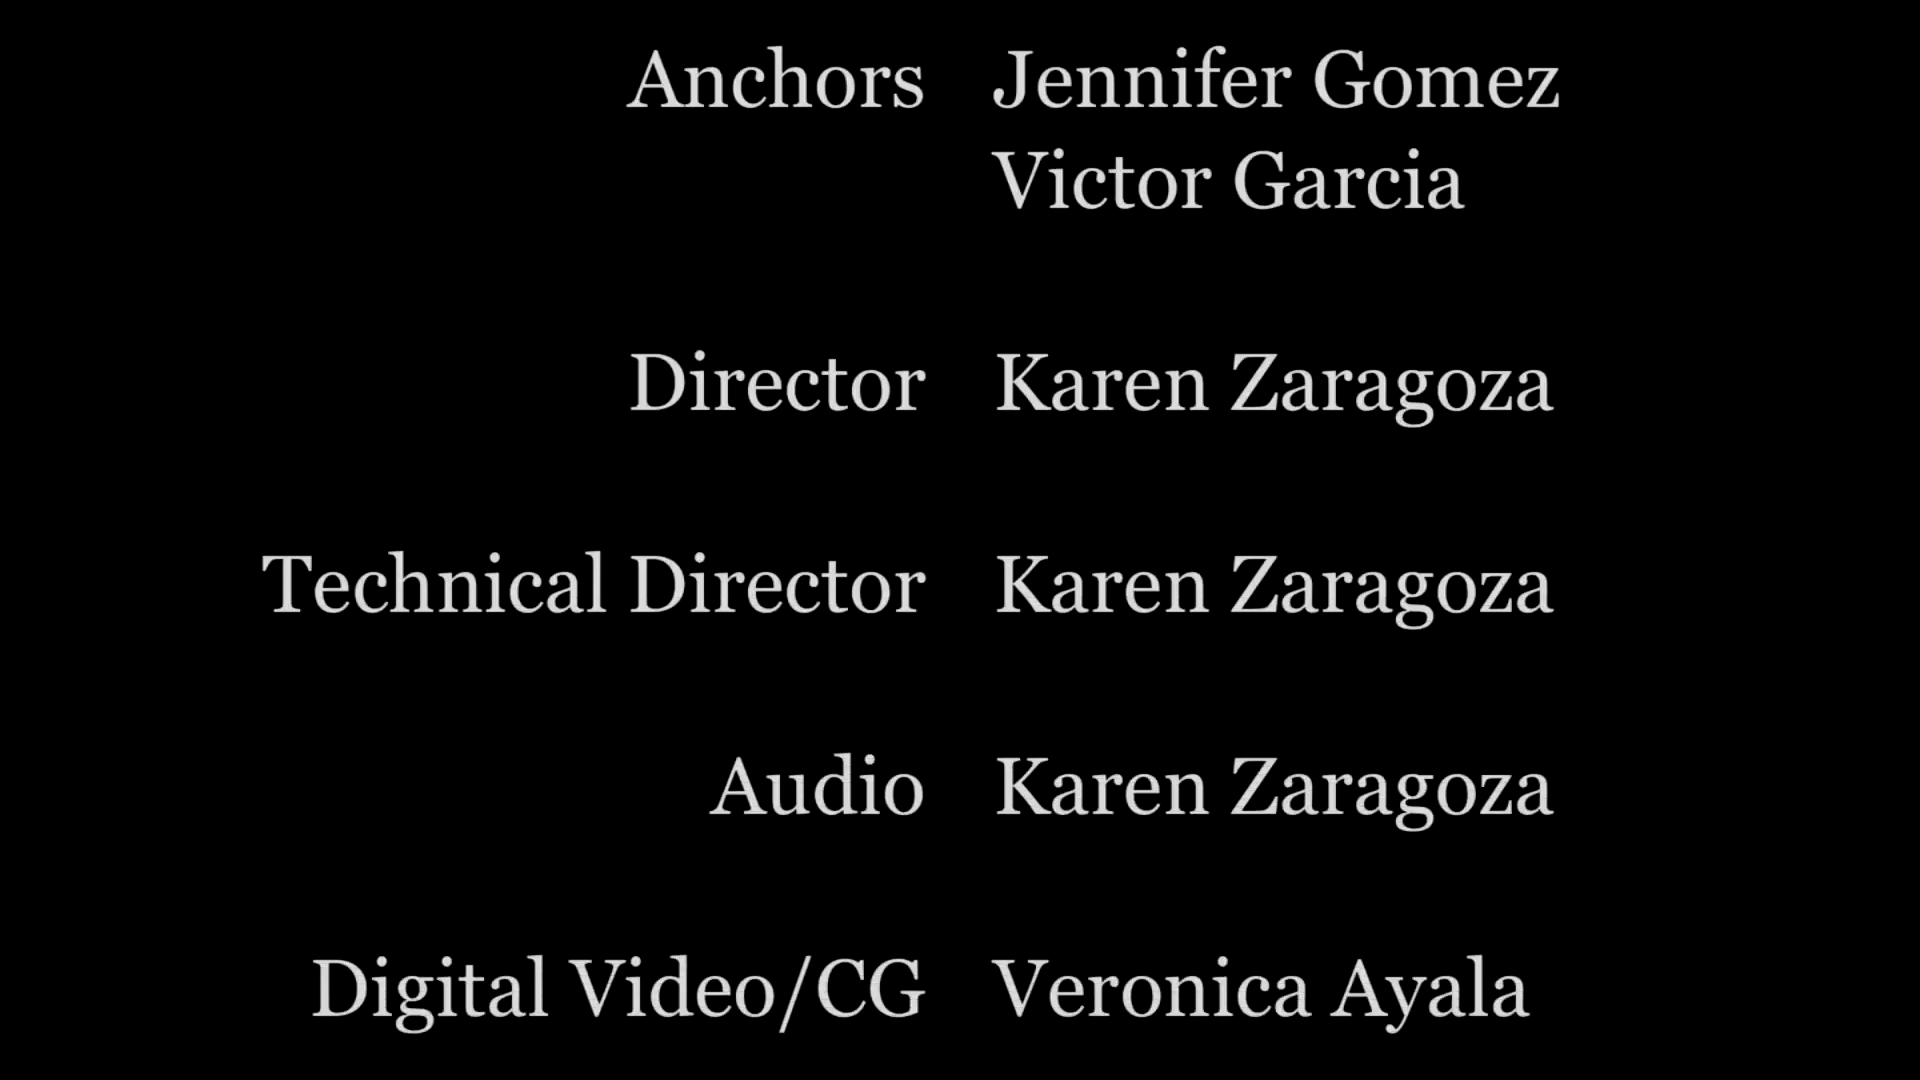 Anchors Jennifer Gomez
Victor Garcia
Director Karen Zaragoza
Technical Director Karen Zaragoza
Audio Karen Zaragoza
Digital Video/CG Veronica Ayala